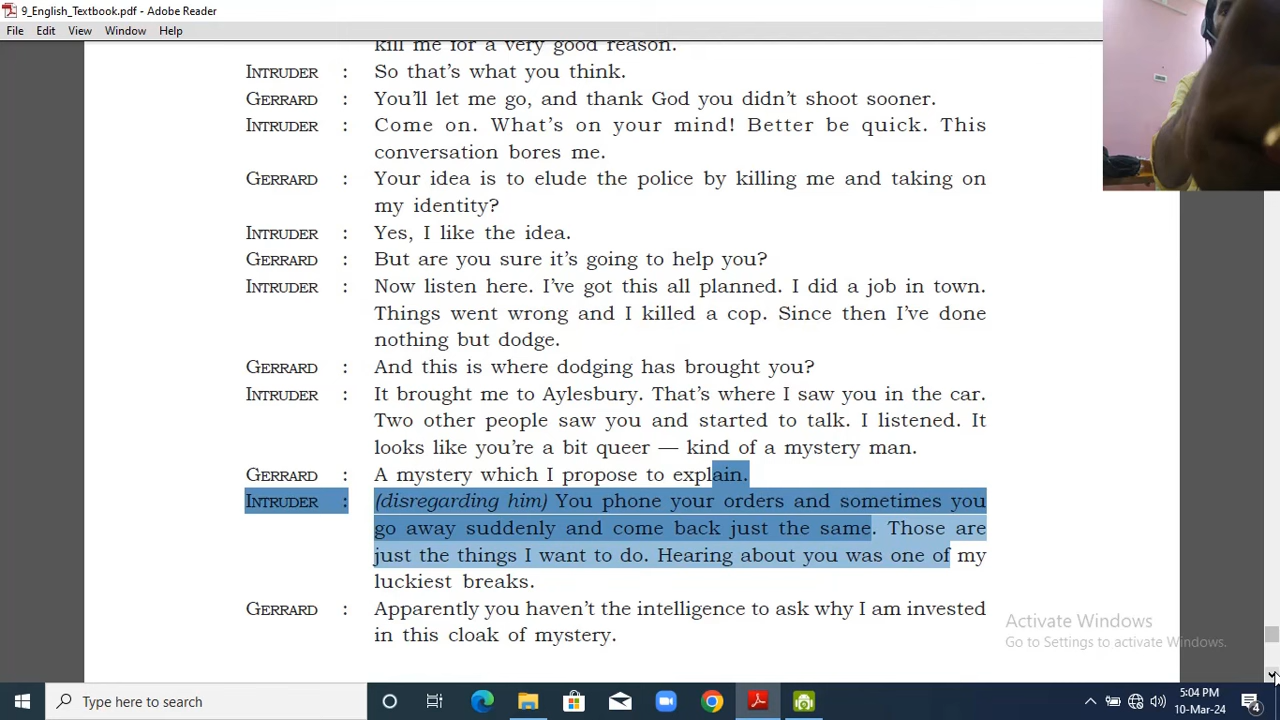 9_English_Textbook.pdf - Adobe Reader
File Edit View Window Help
kill me for a very good reason.
INTRUDER : So that's what you think.
GERRARD : You'll let me go, and thank God you didn't shoot sooner.
INTRUDER : Come on. What's on your mind! Better be quick. This
conversation bores me.
GERRARD : Your idea is to elude the police by killing me and taking on
my identity?
INTRUDER : Yes, I like the idea.
GERRARD : But are you sure it's going to help you?
INTRUDER : Now listen here. I've got this all planned. I did a job in town.
Things went wrong and I killed a cop. Since then I've done
nothing but dodge.
GERRARD : And this is where dodging has brought you?
INTRUDER : It brought me to Aylesbury. That's where I saw you in the car.
Two other people saw you and started to talk. I listened. It
looks like you're a bit queer — kind of a mystery man.
GERRARD : A mystery which I propose to explain.
INTRUDER : (disregarding him) You phone your orders and sometimes you
go away suddenly and come back just the same. Those are
just the things I want to do. Hearing about you was one of my
luckiest breaks.
GERRARD : Apparently you haven't the intelligence to ask why I am invested
in this cloak of mystery.
Activate Windows
Go to Settings to activate Windows.
Type here to search
5:04 PM
10-Mar-24
4